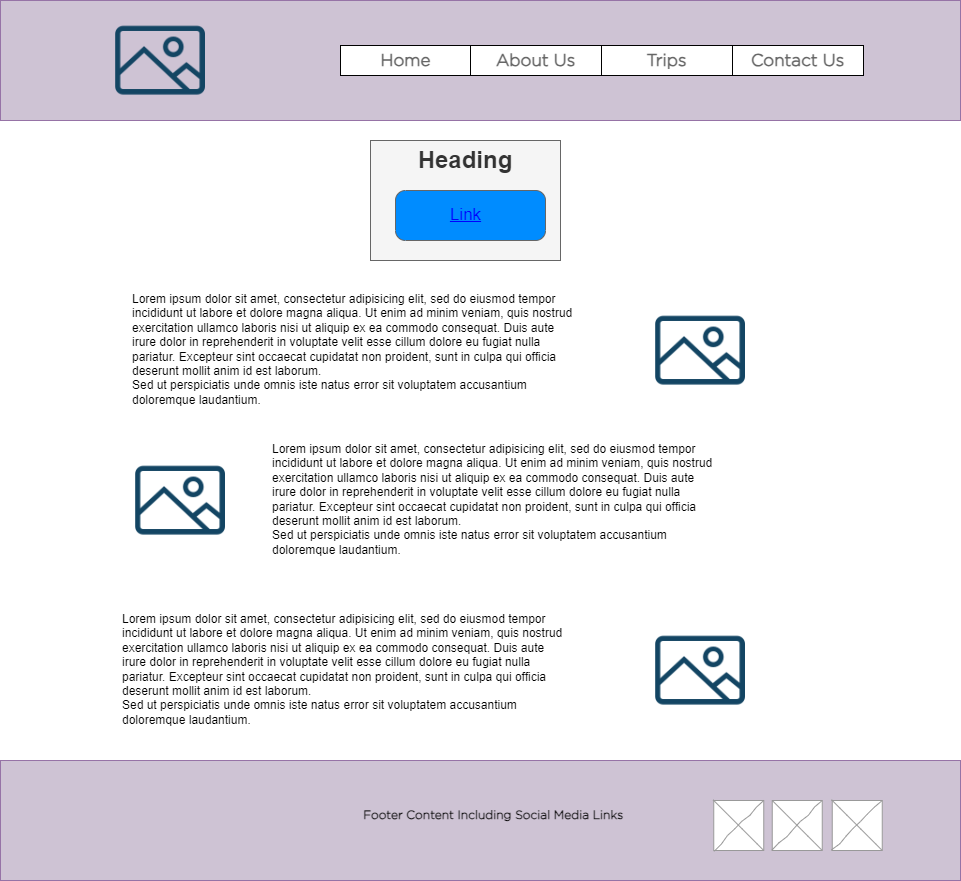 Home About Us Trips Contact Us
Heading
Link
Lorem ipsum dolor sit amet, consectetur adipisicing elit, sed do eiusmod tempor
incididunt ut labore et dolore magna aliqua. Ut enim ad minim veniam, quis nostrud
exercitation ullamco laboris nisi ut aliquip ex ea commodo consequat. Duis aute
irure dolor in reprehenderit in voluptate velit esse cillum dolore eu fugiat nulla
pariatur. Excepteur sint occaecat cupidatat non proident, sunt in culpa qui officia
deserunt mollit anim id est laborum.
Sed ut perspiciatis unde omnis iste natus error sit voluptatem accusantium
doloremque laudantium.
Lorem ipsum dolor sit amet, consectetur adipisicing elit, sed do eiusmod tempor
incididunt ut labore et dolore magna aliqua. Ut enim ad minim veniam, quis nostrud
exercitation ullamco laboris nisi ut aliquip ex ea commodo consequat. Duis aute
irure dolor in reprehenderit in voluptate velit esse cillum dolore eu fugiat nulla
pariatur. Excepteur sint occaecat cupidatat non proident, sunt in culpa qui officia
deserunt mollit anim id est laborum.
Sed ut perspiciatis unde omnis iste natus error sit voluptatem accusantium
doloremque laudantium.
Lorem ipsum dolor sit amet, consectetur adipisicing elit, sed do eiusmod tempor
incididunt ut labore et dolore magna aliqua. Ut enim ad minim veniam, quis nostrud
exercitation ullamco laboris nisi ut aliquip ex ea commodo consequat. Duis aute
irure dolor in reprehenderit in voluptate velit esse cillum dolore eu fugiat nulla
pariatur. Excepteur sint occaecat cupidatat non proident, sunt in culpa qui officia
deserunt mollit anim id est laborum.
Sed ut perspiciatis unde omnis iste natus error sit voluptatem accusantium
doloremque laudantium.
Footer Content Including Social Media Links